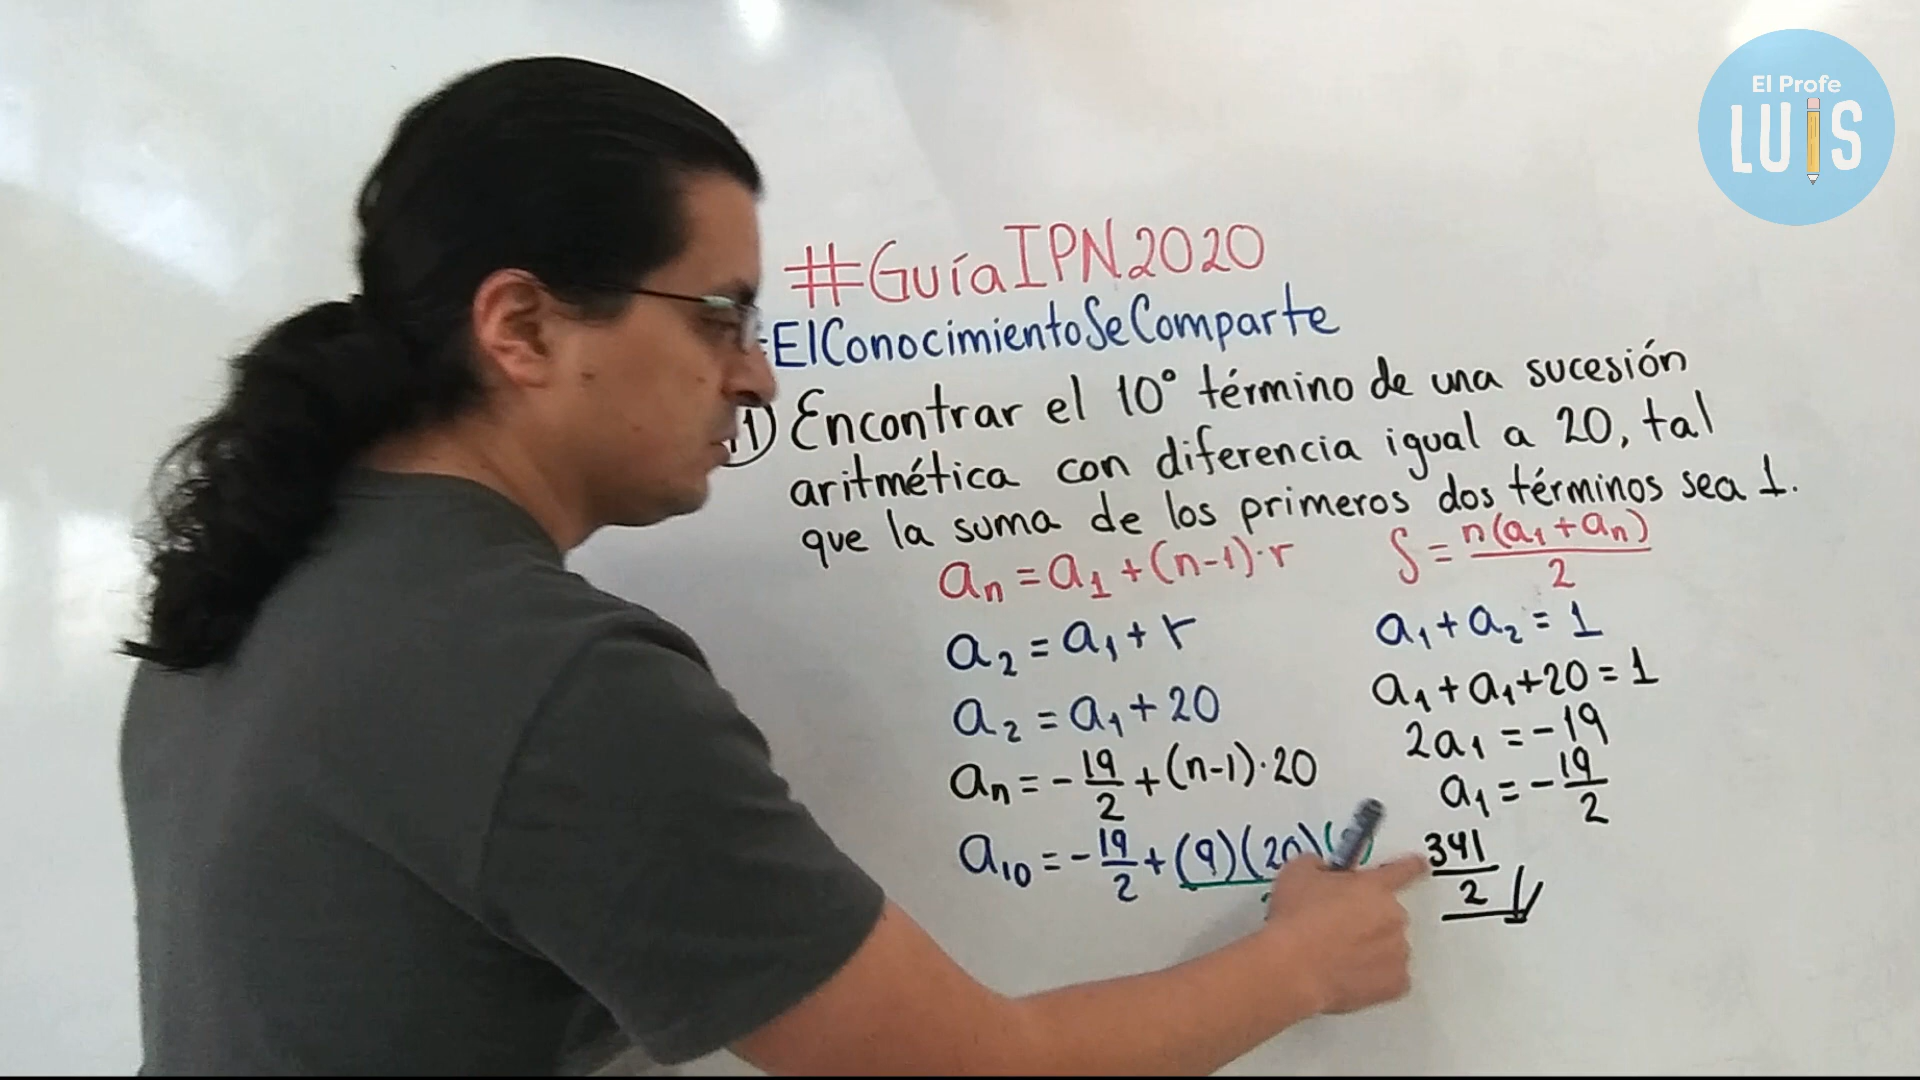 El Profe
LUIS
#GuíaIPN2020
ElConocimientoSeComparte
Encontrar el 10° término de una sucesión
aritmética con diferencia igual a 20, tal
que la suma de los primeros dos términos sea 1.
an = a1 + (n-1)·r
S = n(a1 + an) / 2
a2 = a1 + r
a1 + a2 = 1
a2 = a1 + 20
a1 + a1 + 20 = 1
2a1 = -19
an = -19/2 + (n-1)·20
a1 = -19/2
a10 = -19/2 + (9)(20)
341/2